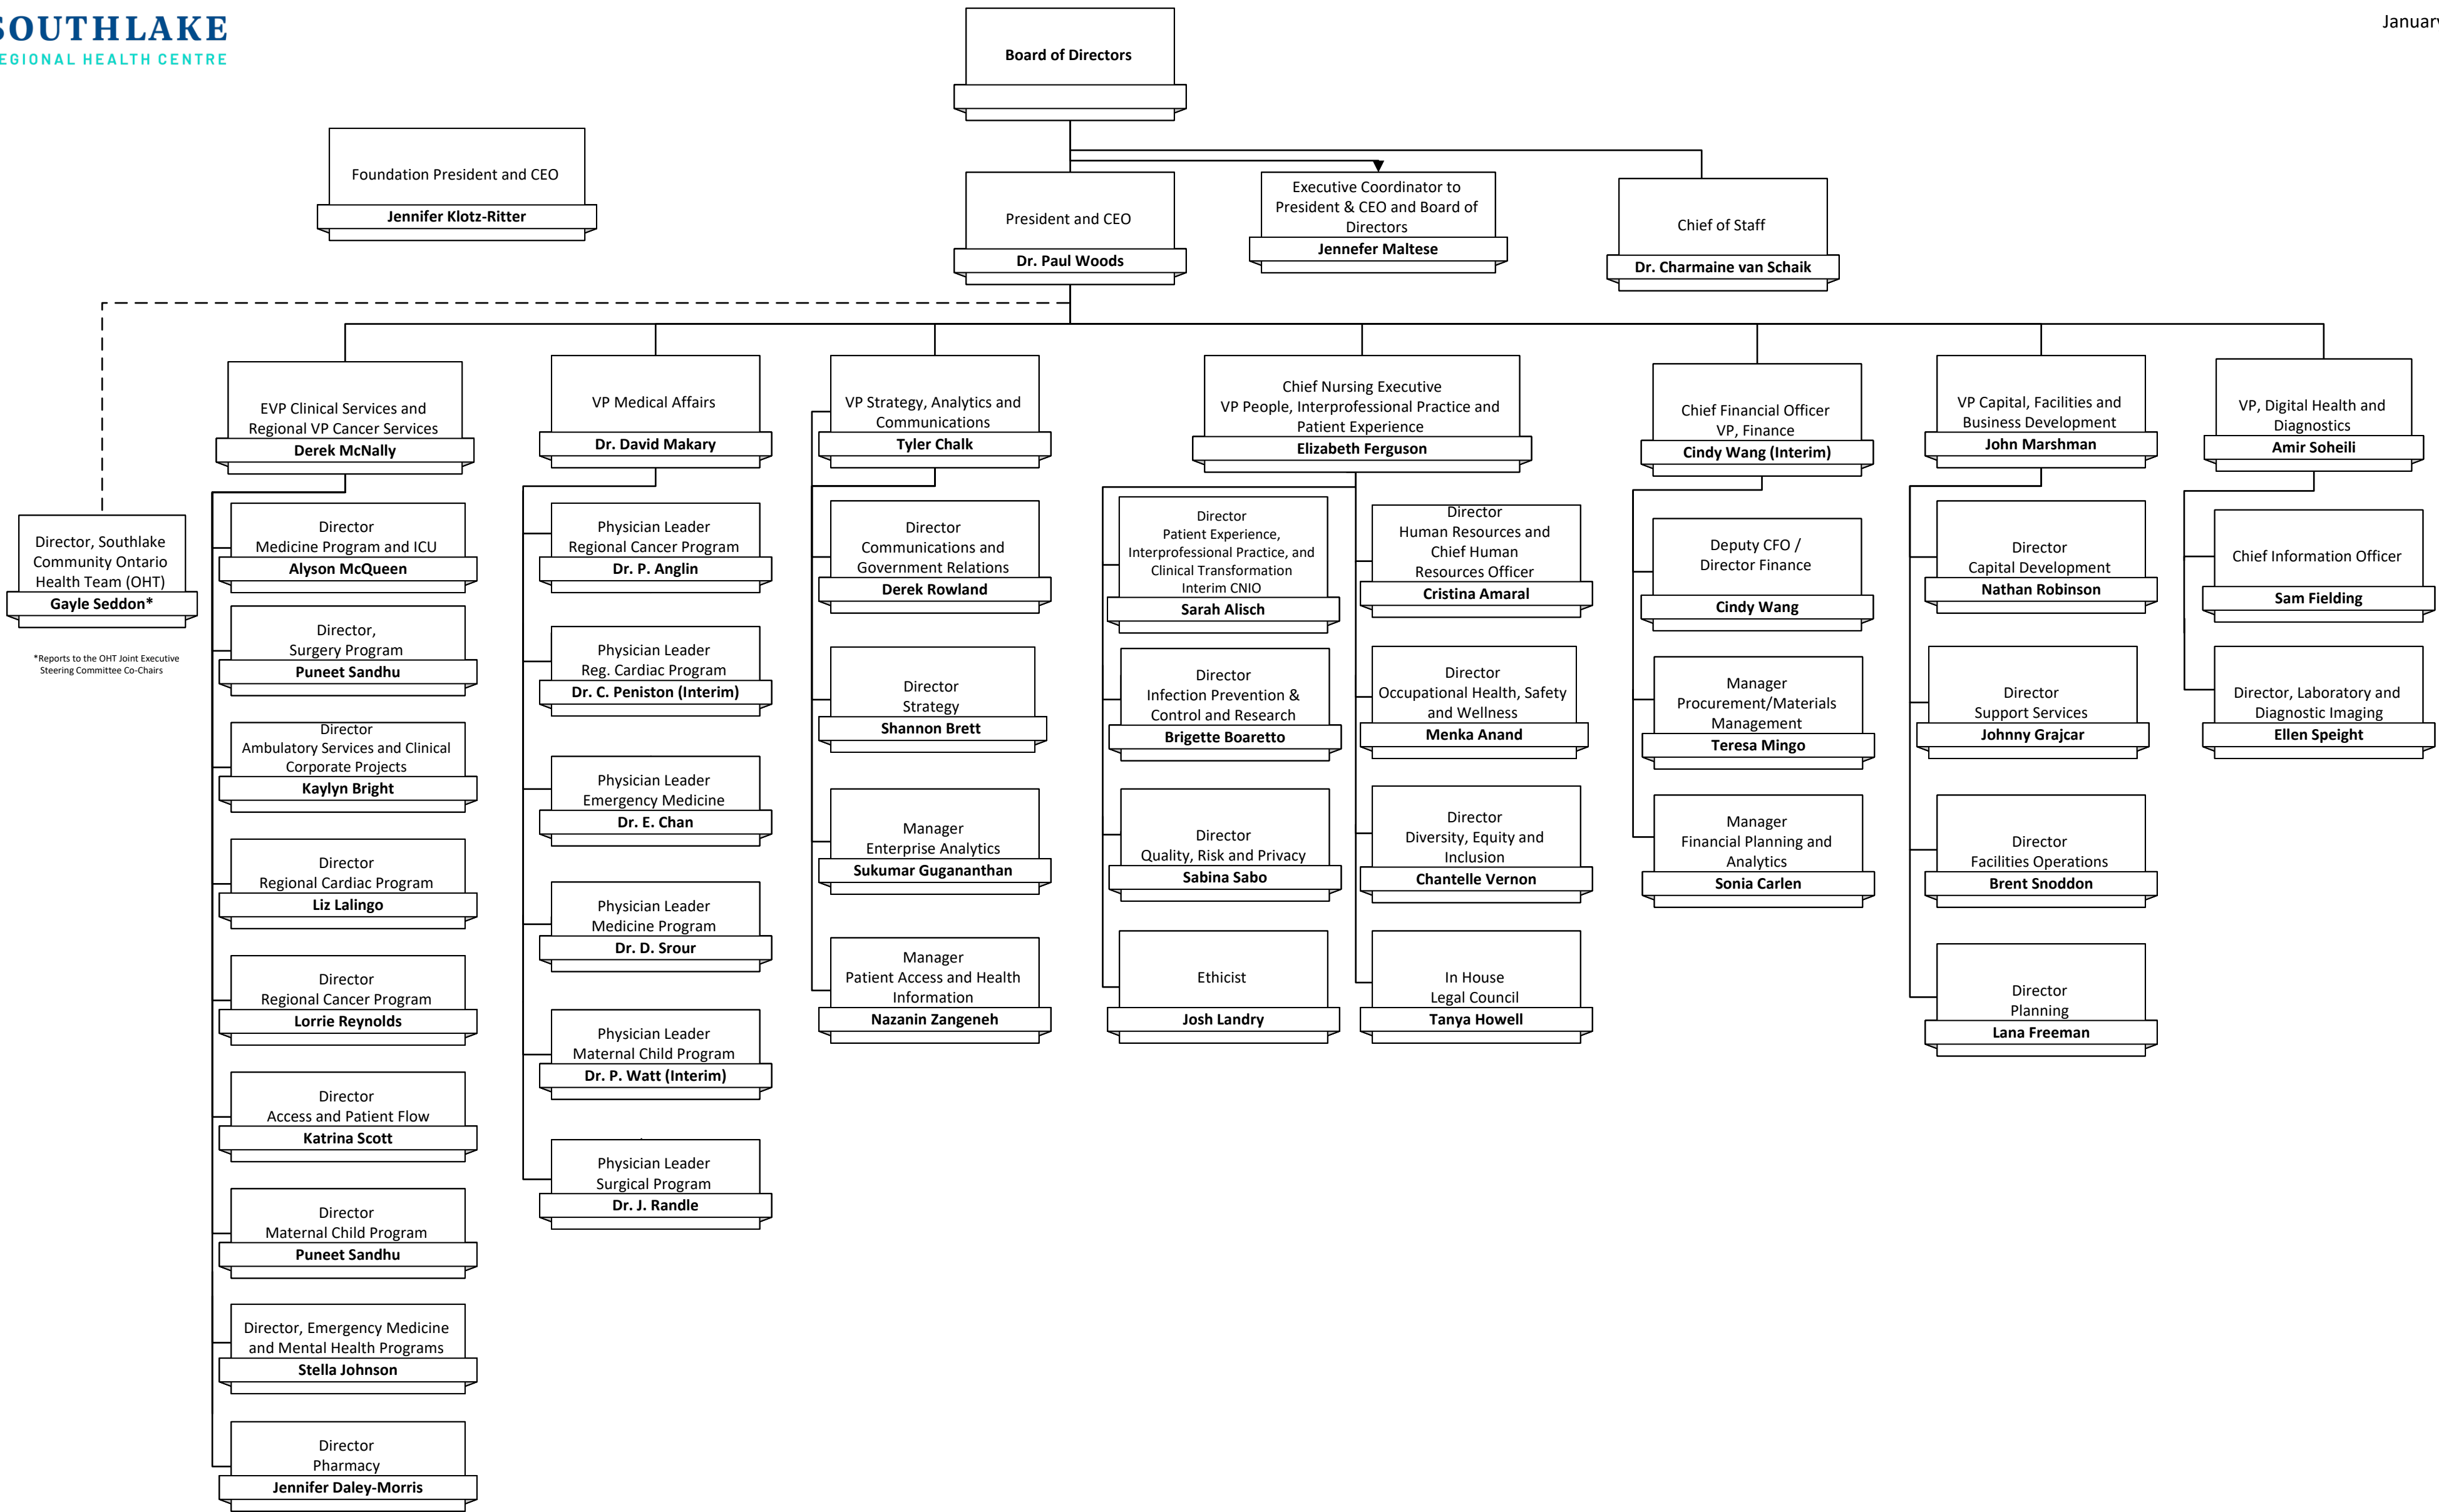 SOUTHLAKE
REGIONAL HEALTH CENTRE
January
Board of Directors
Foundation President and CEO
Jennifer Klotz-Ritter
President and CEO
Dr. Paul Woods
Executive Coordinator to
President & CEO and Board of
Directors
Jennefer Maltese
Chief of Staff
Dr. Charmaine van Schaik
Director, Southlake
Community Ontario
Health Team (OHT)
Gayle Seddon*
*Reports to the OHT Joint Executive
Steering Committee Co-Chairs
EVP Clinical Services and
Regional VP Cancer Services
Derek McNally
Director
Medicine Program and ICU
Alyson McQueen
Director,
Surgery Program
Puneet Sandhu
Director
Ambulatory Services and Clinical
Corporate Projects
Kaylyn Bright
Director
Regional Cardiac Program
Liz Lalingo
Director
Regional Cancer Program
Lorrie Reynolds
Director
Access and Patient Flow
Katrina Scott
Director
Maternal Child Program
Puneet Sandhu
Director, Emergency Medicine
and Mental Health Programs
Stella Johnson
Director
Pharmacy
Jennifer Daley-Morris
VP Medical Affairs
Dr. David Makary
Physician Leader
Regional Cancer Program
Dr. P. Anglin
Physician Leader
Reg. Cardiac Program
Dr. C. Peniston (Interim)
Physician Leader
Emergency Medicine
Dr. E. Chan
Physician Leader
Medicine Program
Dr. D. Srour
Physician Leader
Maternal Child Program
Dr. P. Watt (Interim)
Physician Leader
Surgical Program
Dr. J. Randle
VP Strategy, Analytics and
Communications
Tyler Chalk
Director
Communications and
Government Relations
Derek Rowland
Director
Strategy
Shannon Brett
Manager
Enterprise Analytics
Sukumar Gugananthan
Manager
Patient Access and Health
Information
Nazanin Zangeneh
Chief Nursing Executive
VP People, Interprofessional Practice and
Patient Experience
Elizabeth Ferguson
Director
Patient Experience,
Interprofessional Practice, and
Clinical Transformation
Interim CNIO
Sarah Alisch
Director
Infection Prevention &
Control and Research
Brigette Boaretto
Director
Quality, Risk and Privacy
Sabina Sabo
Ethicist
Josh Landry
Director
Human Resources and
Chief Human
Resources Officer
Cristina Amaral
Director
Occupational Health, Safety
and Wellness
Menka Anand
Director
Diversity, Equity and
Inclusion
Chantelle Vernon
In House
Legal Council
Tanya Howell
Chief Financial Officer
VP, Finance
Cindy Wang (Interim)
Deputy CFO /
Director Finance
Cindy Wang
Manager
Procurement/Materials
Management
Teresa Mingo
Manager
Financial Planning and
Analytics
Sonia Carlen
VP Capital, Facilities and
Business Development
John Marshman
Director
Capital Development
Nathan Robinson
Director
Support Services
Johnny Grajcar
Director
Facilities Operations
Brent Snoddon
Director
Planning
Lana Freeman
VP, Digital Health and
Diagnostics
Amir Soheili
Chief Information Officer
Sam Fielding
Director, Laboratory and
Diagnostic Imaging
Ellen Speight